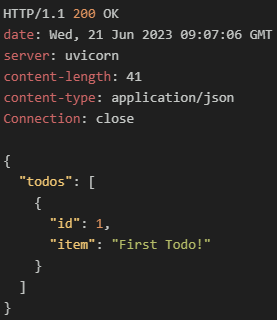 HTTP/1.1 200 OK
date: Wed, 21 Jun 2023 09:07:06 GMT
server: uvicorn
content-length: 41
content-type: application/json
Connection: close

{
  "todos": [
    {
      "id": 1,
      "item": "First Todo!"
    }
  ]
}